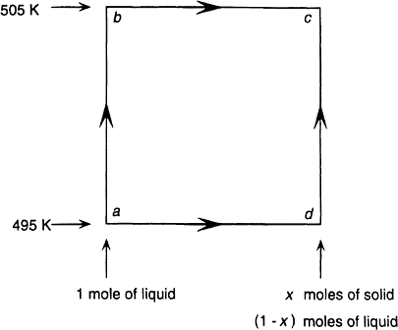 505 K
b
c
495 K
a
d
1 mole of liquid
x moles of solid
(1 - x) moles of liquid